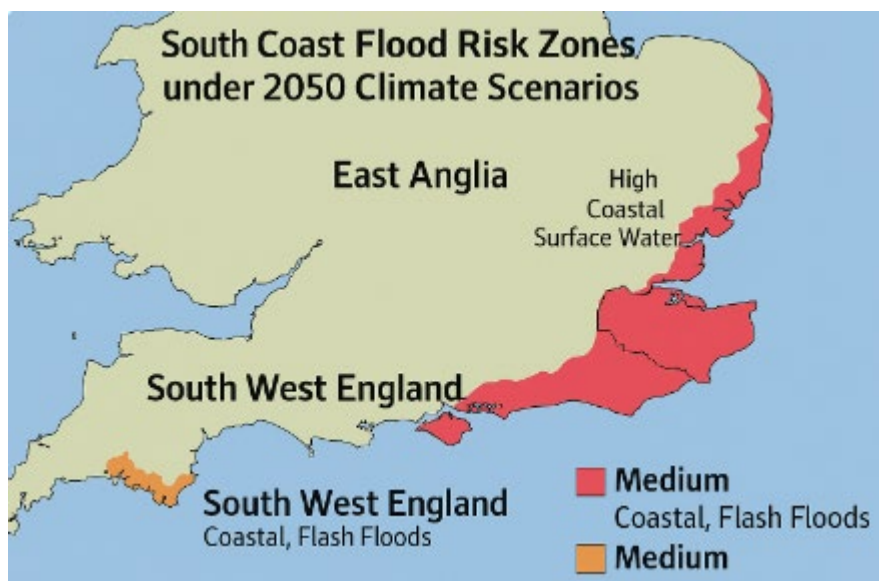 South Coast Flood Risk Zones
under 2050 Climate Scenarios
East Anglia
High
Coastal
Surface Water
South West England
South West England
Coastal, Flash Floods
Medium
Coastal, Flash Floods
Medium